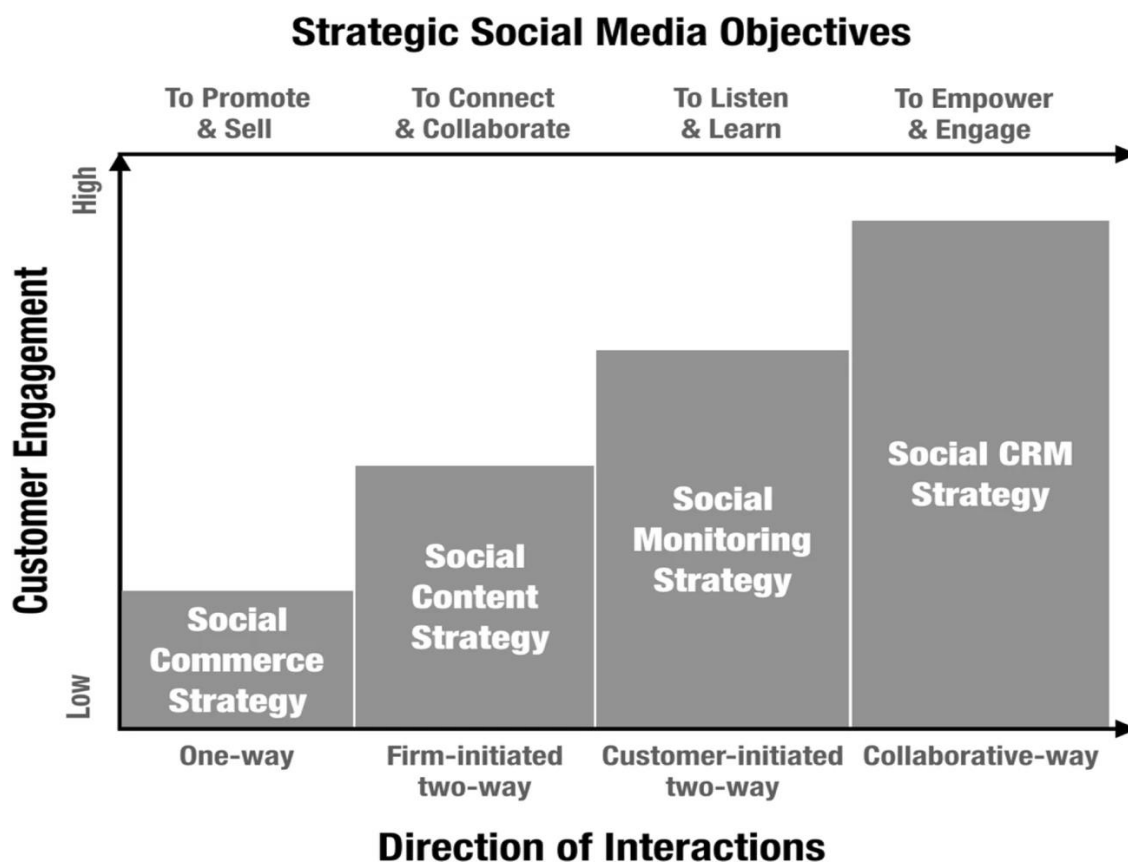 Strategic Social Media Objectives
To Promote
& Sell
To Connect
& Collaborate
To Listen
& Learn
To Empower
& Engage
High
Customer Engagement
Low
Social
Commerce
Strategy
Social
Content
Strategy
Social
Monitoring
Strategy
Social CRM
Strategy
One-way
Firm-initiated
two-way
Customer-initiated
two-way
Collaborative-way
Direction of Interactions